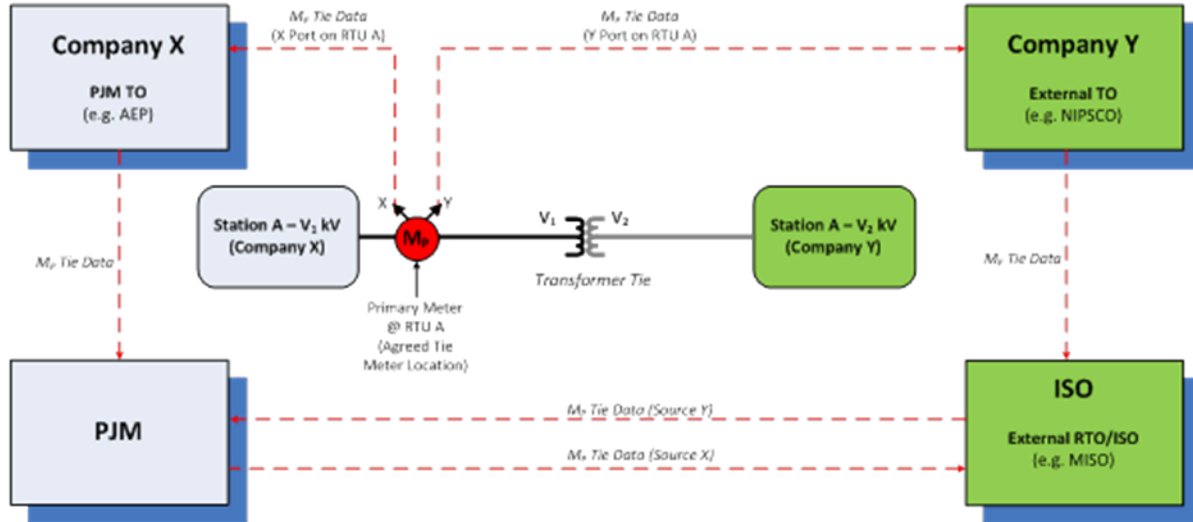 Mₚ Tie Data
(X Port on RTU A)
Mₚ Tie Data
(Y Port on RTU A)
Company X
PJM TO
(e.g. AEP)
Company Y
External TO
(e.g. NIPSCO)
X
Y
Station A – V₁ kV
(Company X)
Mₚ
V₁
V₂
Station A – V₂ kV
(Company Y)
Mₚ Tie Data
Transformer Tie
Mₚ Tie Data
Primary Meter
@ RTU A
(Agreed Tie
Meter Location)
PJM
Mₚ Tie Data (Source Y)
Mₚ Tie Data (Source X)
ISO
External RTO/ISO
(e.g. MISO)